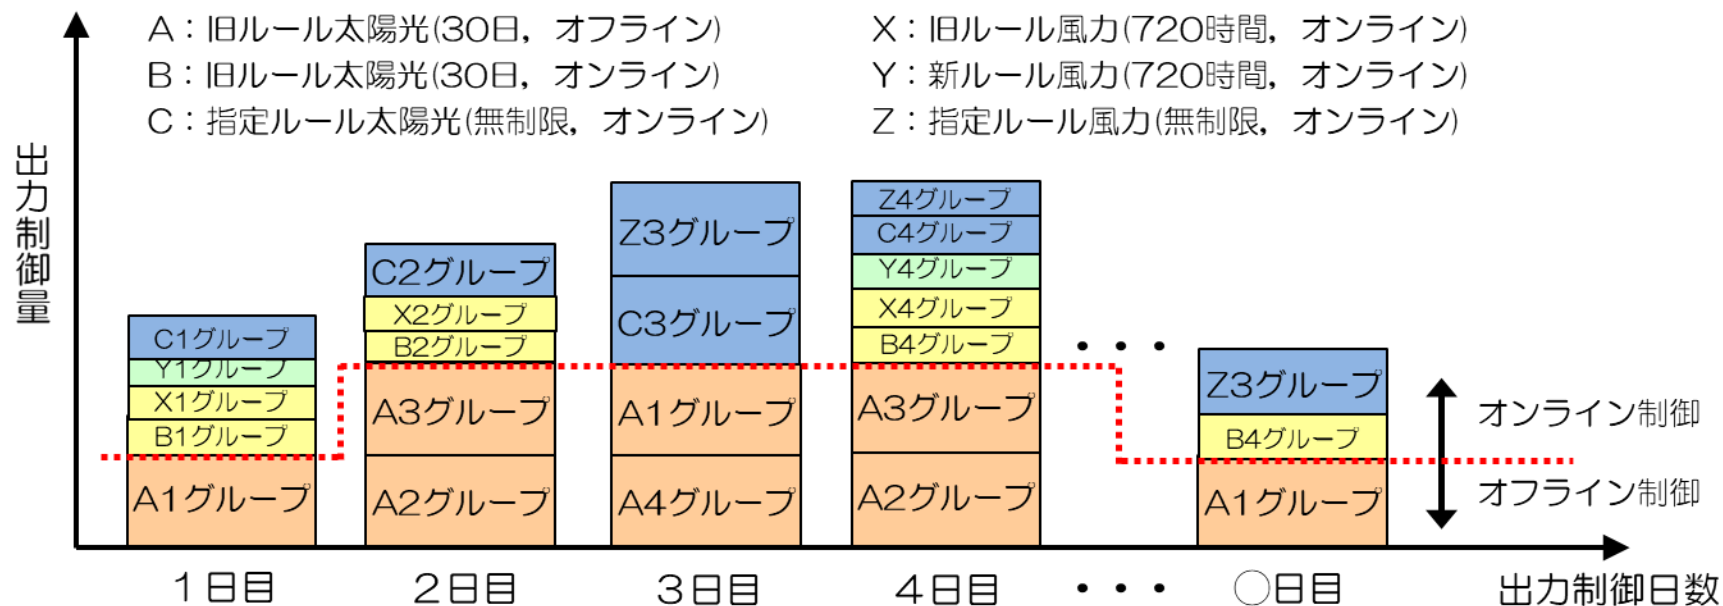 A：旧ルール太陽光(30日，オフライン)
B：旧ルール太陽光(30日，オンライン)
C：指定ルール太陽光(無制限，オンライン)
X：旧ルール風力(720時間，オンライン)
Y：新ルール風力(720時間，オンライン)
Z：指定ルール風力(無制限，オンライン)
出力制御量
C1グループ
Y1グループ
X1グループ
B1グループ
A1グループ
C2グループ
X2グループ
B2グループ
A3グループ
A2グループ
Z3グループ
C3グループ
A1グループ
A4グループ
Z4グループ
C4グループ
Y4グループ
X4グループ
B4グループ
A3グループ
A2グループ
・・・
Z3グループ
B4グループ
A1グループ
オンライン制御
オフライン制御
1日目
2日目
3日目
4日目
・・・
○日目
出力制御日数